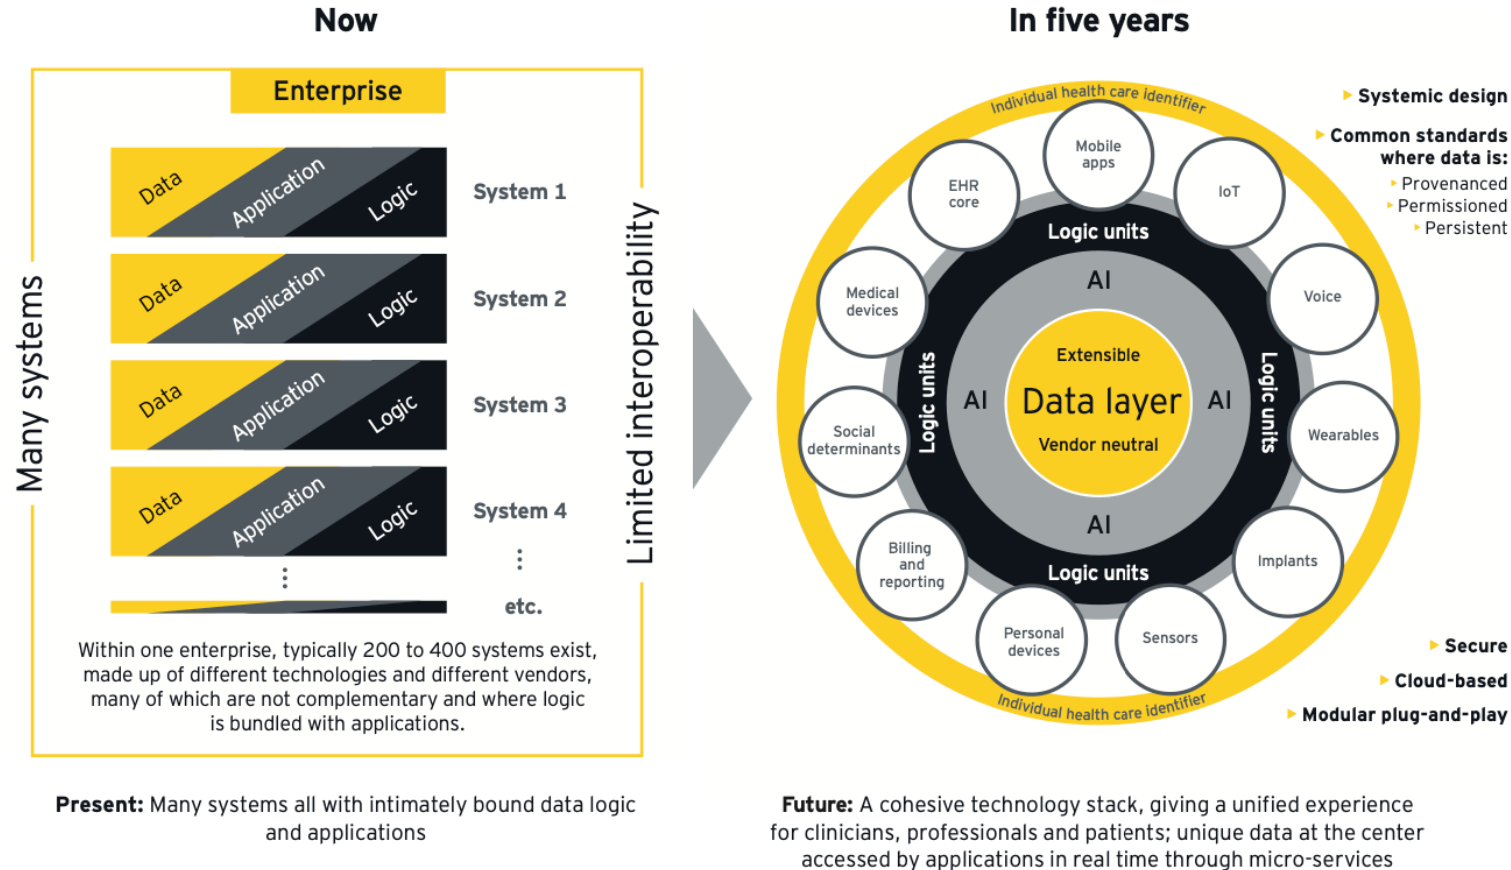 Now
Enterprise
Many systems
Data
Application
Logic
System 1
Data
Application
Logic
System 2
Data
Application
Logic
System 3
Data
Application
Logic
System 4
⋮
⋮
etc.
Limited interoperability
Within one enterprise, typically 200 to 400 systems exist,
made up of different technologies and different vendors,
many of which are not complementary and where logic
is bundled with applications.
Present: Many systems all with intimately bound data logic
and applications
In five years
Individual health care identifier
Mobile
apps
IoT
Voice
Wearables
Implants
Sensors
Personal
devices
Billing
and
reporting
Social
determinants
Medical
devices
EHR
core
Logic units
Logic units
Logic units
Logic units
AI
AI
AI
AI
Extensible
Data layer
Vendor neutral
Individual health care identifier
Systemic design
Common standards
where data is:
Provenanced
Permissioned
Persistent
Secure
Cloud-based
Modular plug-and-play
Future: A cohesive technology stack, giving a unified experience
for clinicians, professionals and patients; unique data at the center
accessed by applications in real time through micro-services